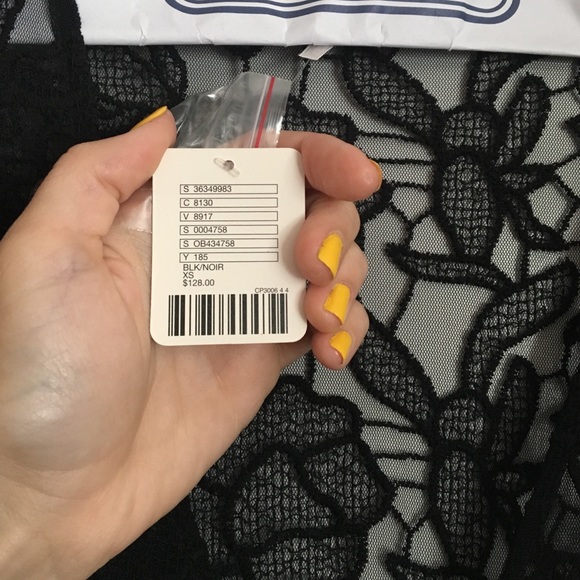 S 36349983
C 8130
V 8917
S 0004758
S OB434758
Y 185
BLK/NOIR
XS
$128.00
CP3006 4 4